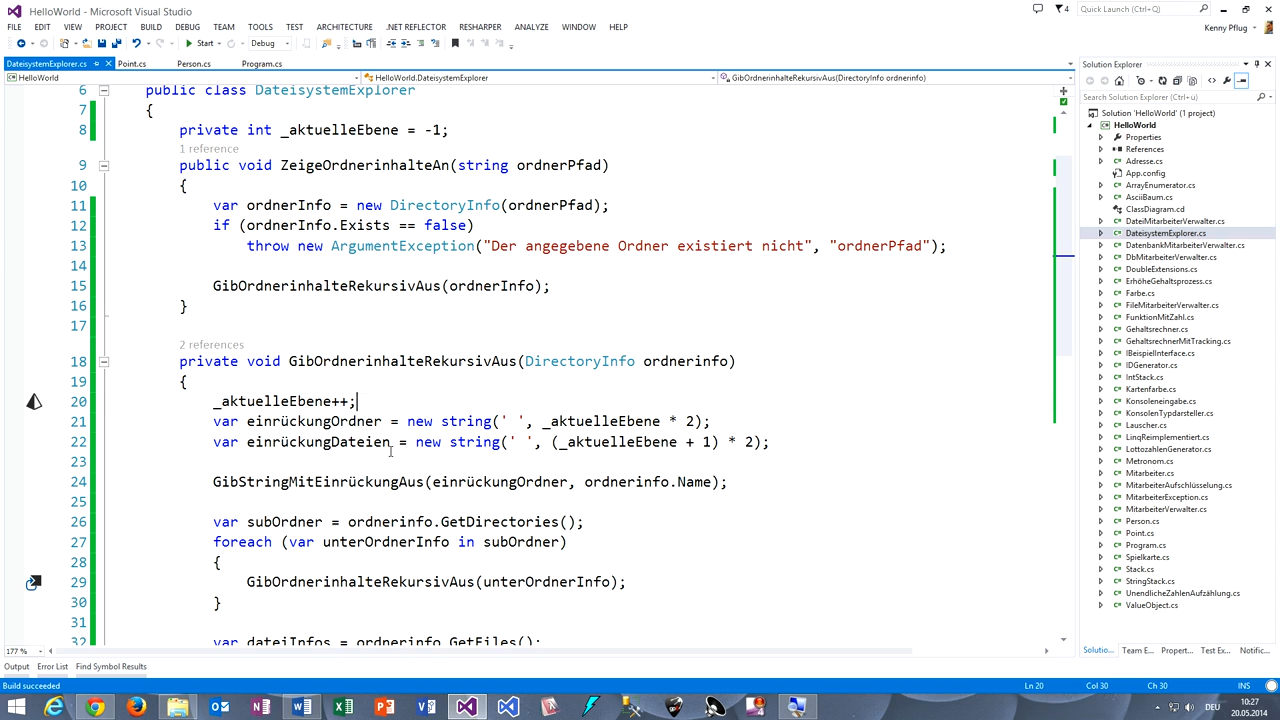 HelloWorld - Microsoft Visual Studio
4
Quick Launch (Ctrl+Q)
FILE EDIT VIEW PROJECT BUILD DEBUG TEAM TOOLS TEST ARCHITECTURE .NET REFLECTOR RESHARPER ANALYZE WINDOW HELP
Kenny Pflug
Start Debug
DateisystemExplorer.cs Point.cs Person.cs Program.cs
HelloWorld HelloWorld.DateisystemExplorer GibOrdnerinhalteRekursivAus(DirectoryInfo ordnerinfo)
6 public class DateisystemExplorer
7 {
8 private int _aktuelleEbene = -1;
1 reference
9 public void ZeigeOrdnerinhalteAn(string ordnerPfad)
10 {
11 var ordnerInfo = new DirectoryInfo(ordnerPfad);
12 if (ordnerInfo.Exists == false)
13 throw new ArgumentException("Der angegebene Ordner existiert nicht", "ordnerPfad");
14
15 GibOrdnerinhalteRekursivAus(ordnerInfo);
16 }
17
2 references
18 private void GibOrdnerinhalteRekursivAus(DirectoryInfo ordnerinfo)
19 {
20 _aktuelleEbene++;
21 var einrückungOrdner = new string(' ', _aktuelleEbene * 2);
22 var einrückungDateien = new string(' ', (_aktuelleEbene + 1) * 2);
23
24 GibStringMitEinrückungAus(einrückungOrdner, ordnerinfo.Name);
25
26 var subOrdner = ordnerinfo.GetDirectories();
27 foreach (var unterOrdnerInfo in subOrdner)
28 {
29 GibOrdnerinhalteRekursivAus(unterOrdnerInfo);
30 }
31
32 var dateiInfos = ordnerinfo.GetFiles();
177 %
Solution Explorer
Search Solution Explorer (Ctrl+ü)
Solution 'HelloWorld' (1 project)
HelloWorld
Properties
References
Adresse.cs
App.config
ArrayEnumerator.cs
AsciiBaum.cs
ClassDiagram.cd
DateiMitarbeiterVerwalter.cs
DateisystemExplorer.cs
DatenbankMitarbeiterVerwalter.cs
DbMitarbeiterVerwalter.cs
DoubleExtensions.cs
ErhöheGehaltsprozess.cs
Farbe.cs
FileMitarbeiterVerwalter.cs
FunktionMitZahl.cs
Gehaltsrechner.cs
GehaltsrechnerMitTracking.cs
IBeispielInterface.cs
IDGenerator.cs
IntStack.cs
Kartenfarbe.cs
Konsoleneingabe.cs
KonsolenTypdarsteller.cs
Lauscher.cs
LinqReimplementiert.cs
LottozahlenGenerator.cs
Metronom.cs
Mitarbeiter.cs
MitarbeiterAufschlüsselung.cs
MitarbeiterException.cs
MitarbeiterVerwalter.cs
Person.cs
Point.cs
Program.cs
Spielkarte.cs
Stack.cs
StringStack.cs
UnendlicheZahlenAufzählung.cs
ValueObject.cs
Solutio... Team E... Propert... Test Ex... Notific...
Output Error List Find Symbol Results
Build succeeded Ln 20 Col 30 Ch 30 INS
DEU
10:27
20.05.2014